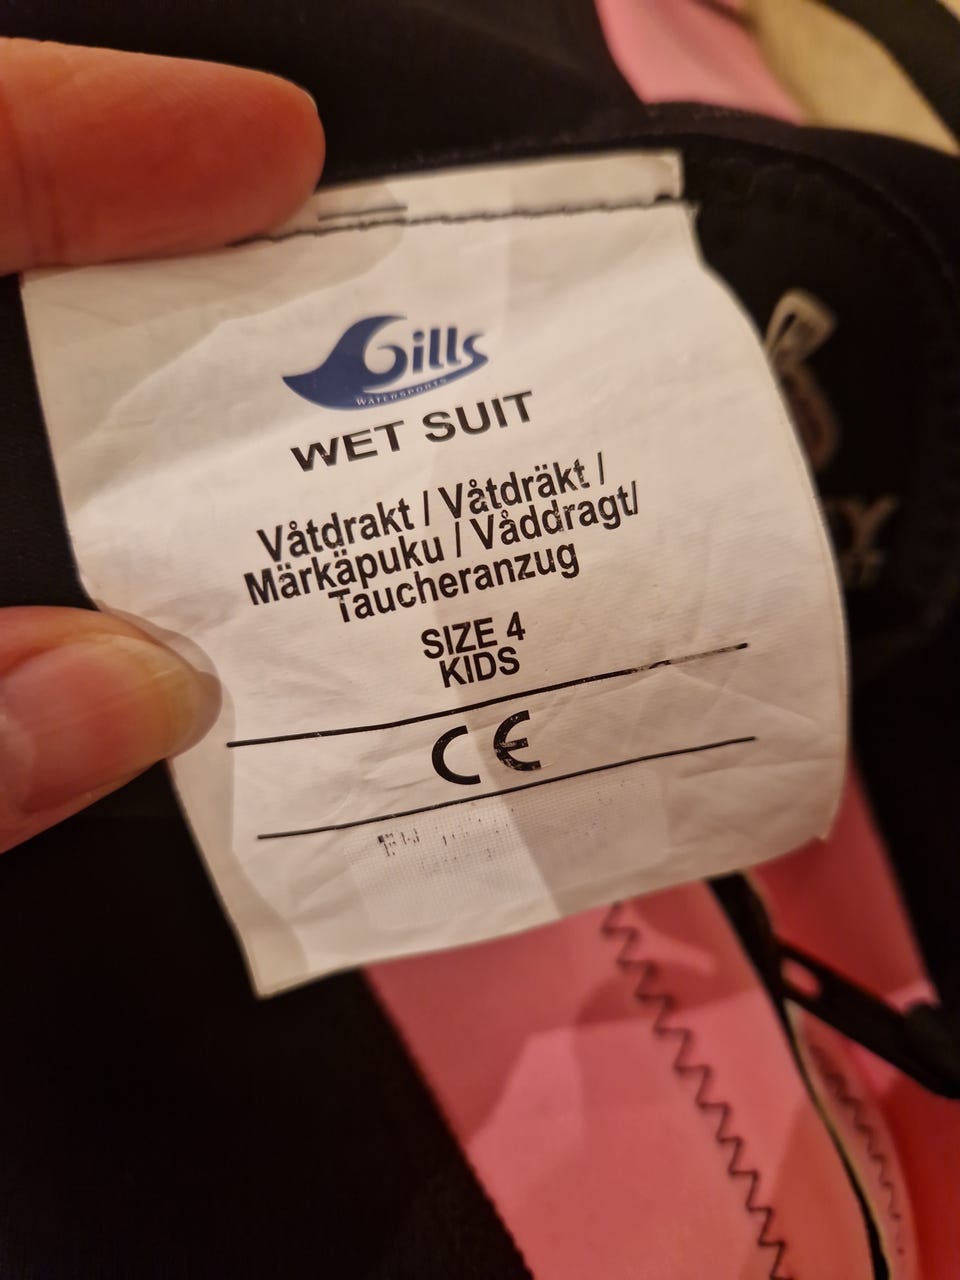 Gills
WATERSPORTS
WET SUIT
Våtdrakt / Våtdräkt /
Märkäpuku / Våddragt/
Taucheranzug
SIZE 4
KIDS
CE